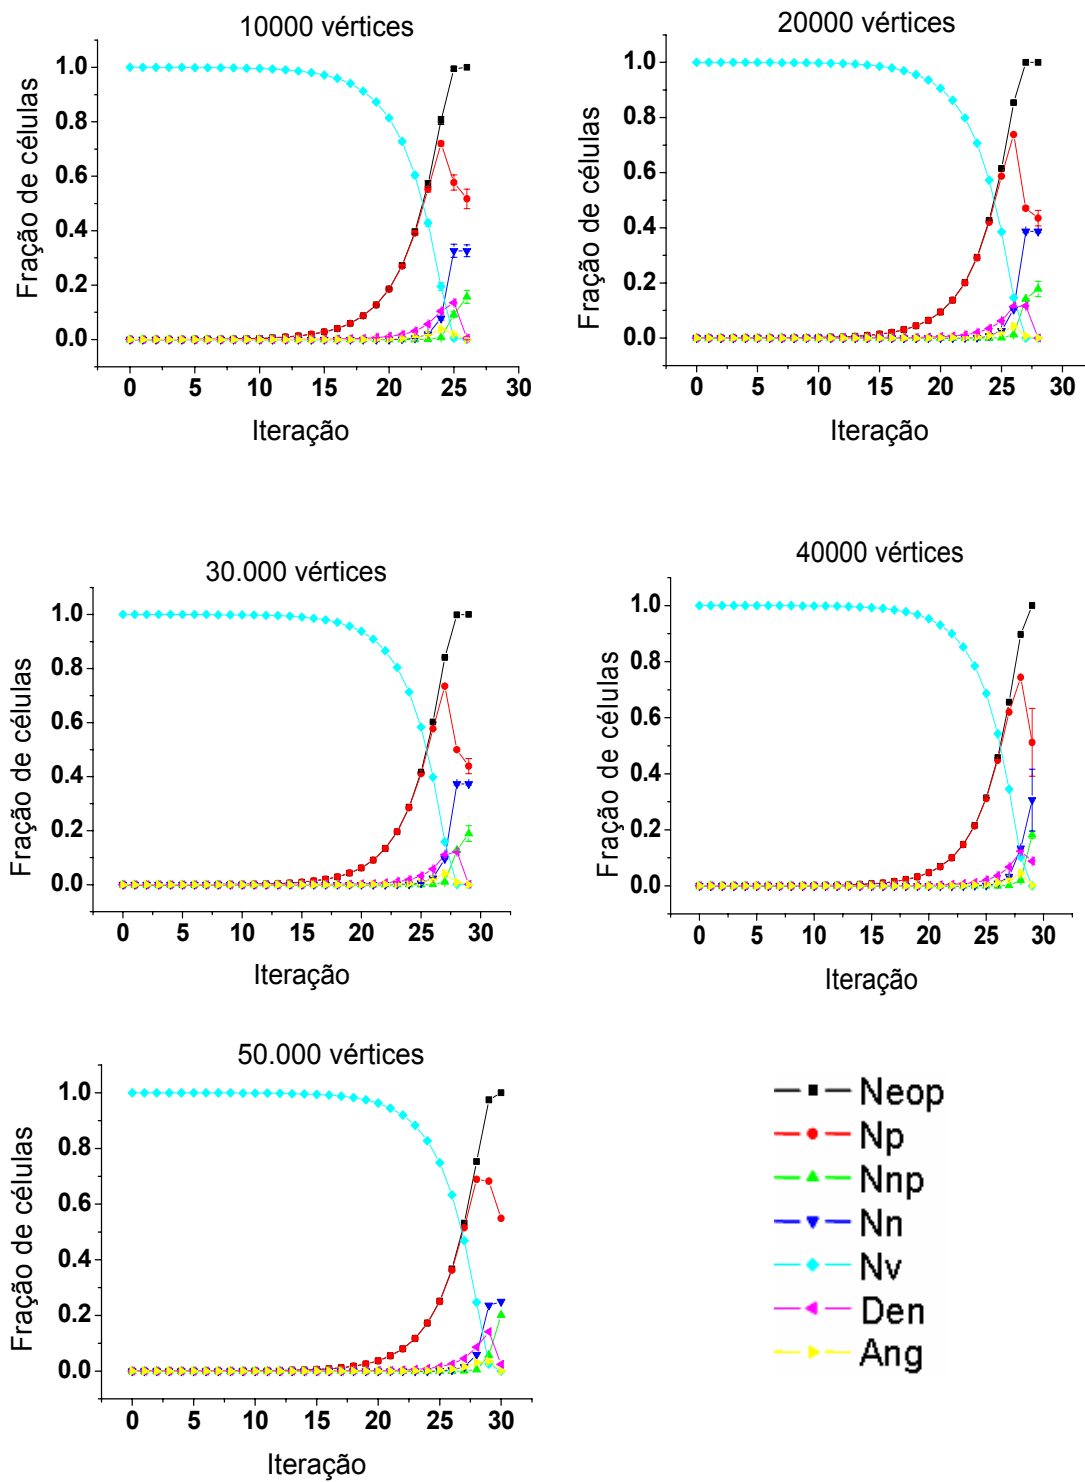 10000 vértices
Fração de células
1.0
0.8
0.6
0.4
0.2
0.0
0 5 10 15 20 25 30
Iteração
20000 vértices
Fração de células
1.0
0.8
0.6
0.4
0.2
0.0
0 5 10 15 20 25 30
Iteração
30.000 vértices
Fração de células
1.0
0.8
0.6
0.4
0.2
0.0
0 5 10 15 20 25 30
Iteração
40000 vértices
Fração de células
1.0
0.8
0.6
0.4
0.2
0.0
0 5 10 15 20 25 30
Iteração
50.000 vértices
Fração de células
1.0
0.8
0.6
0.4
0.2
0.0
0 5 10 15 20 25 30
Iteração
Neop
Np
Nnp
Nn
Nv
Den
Ang